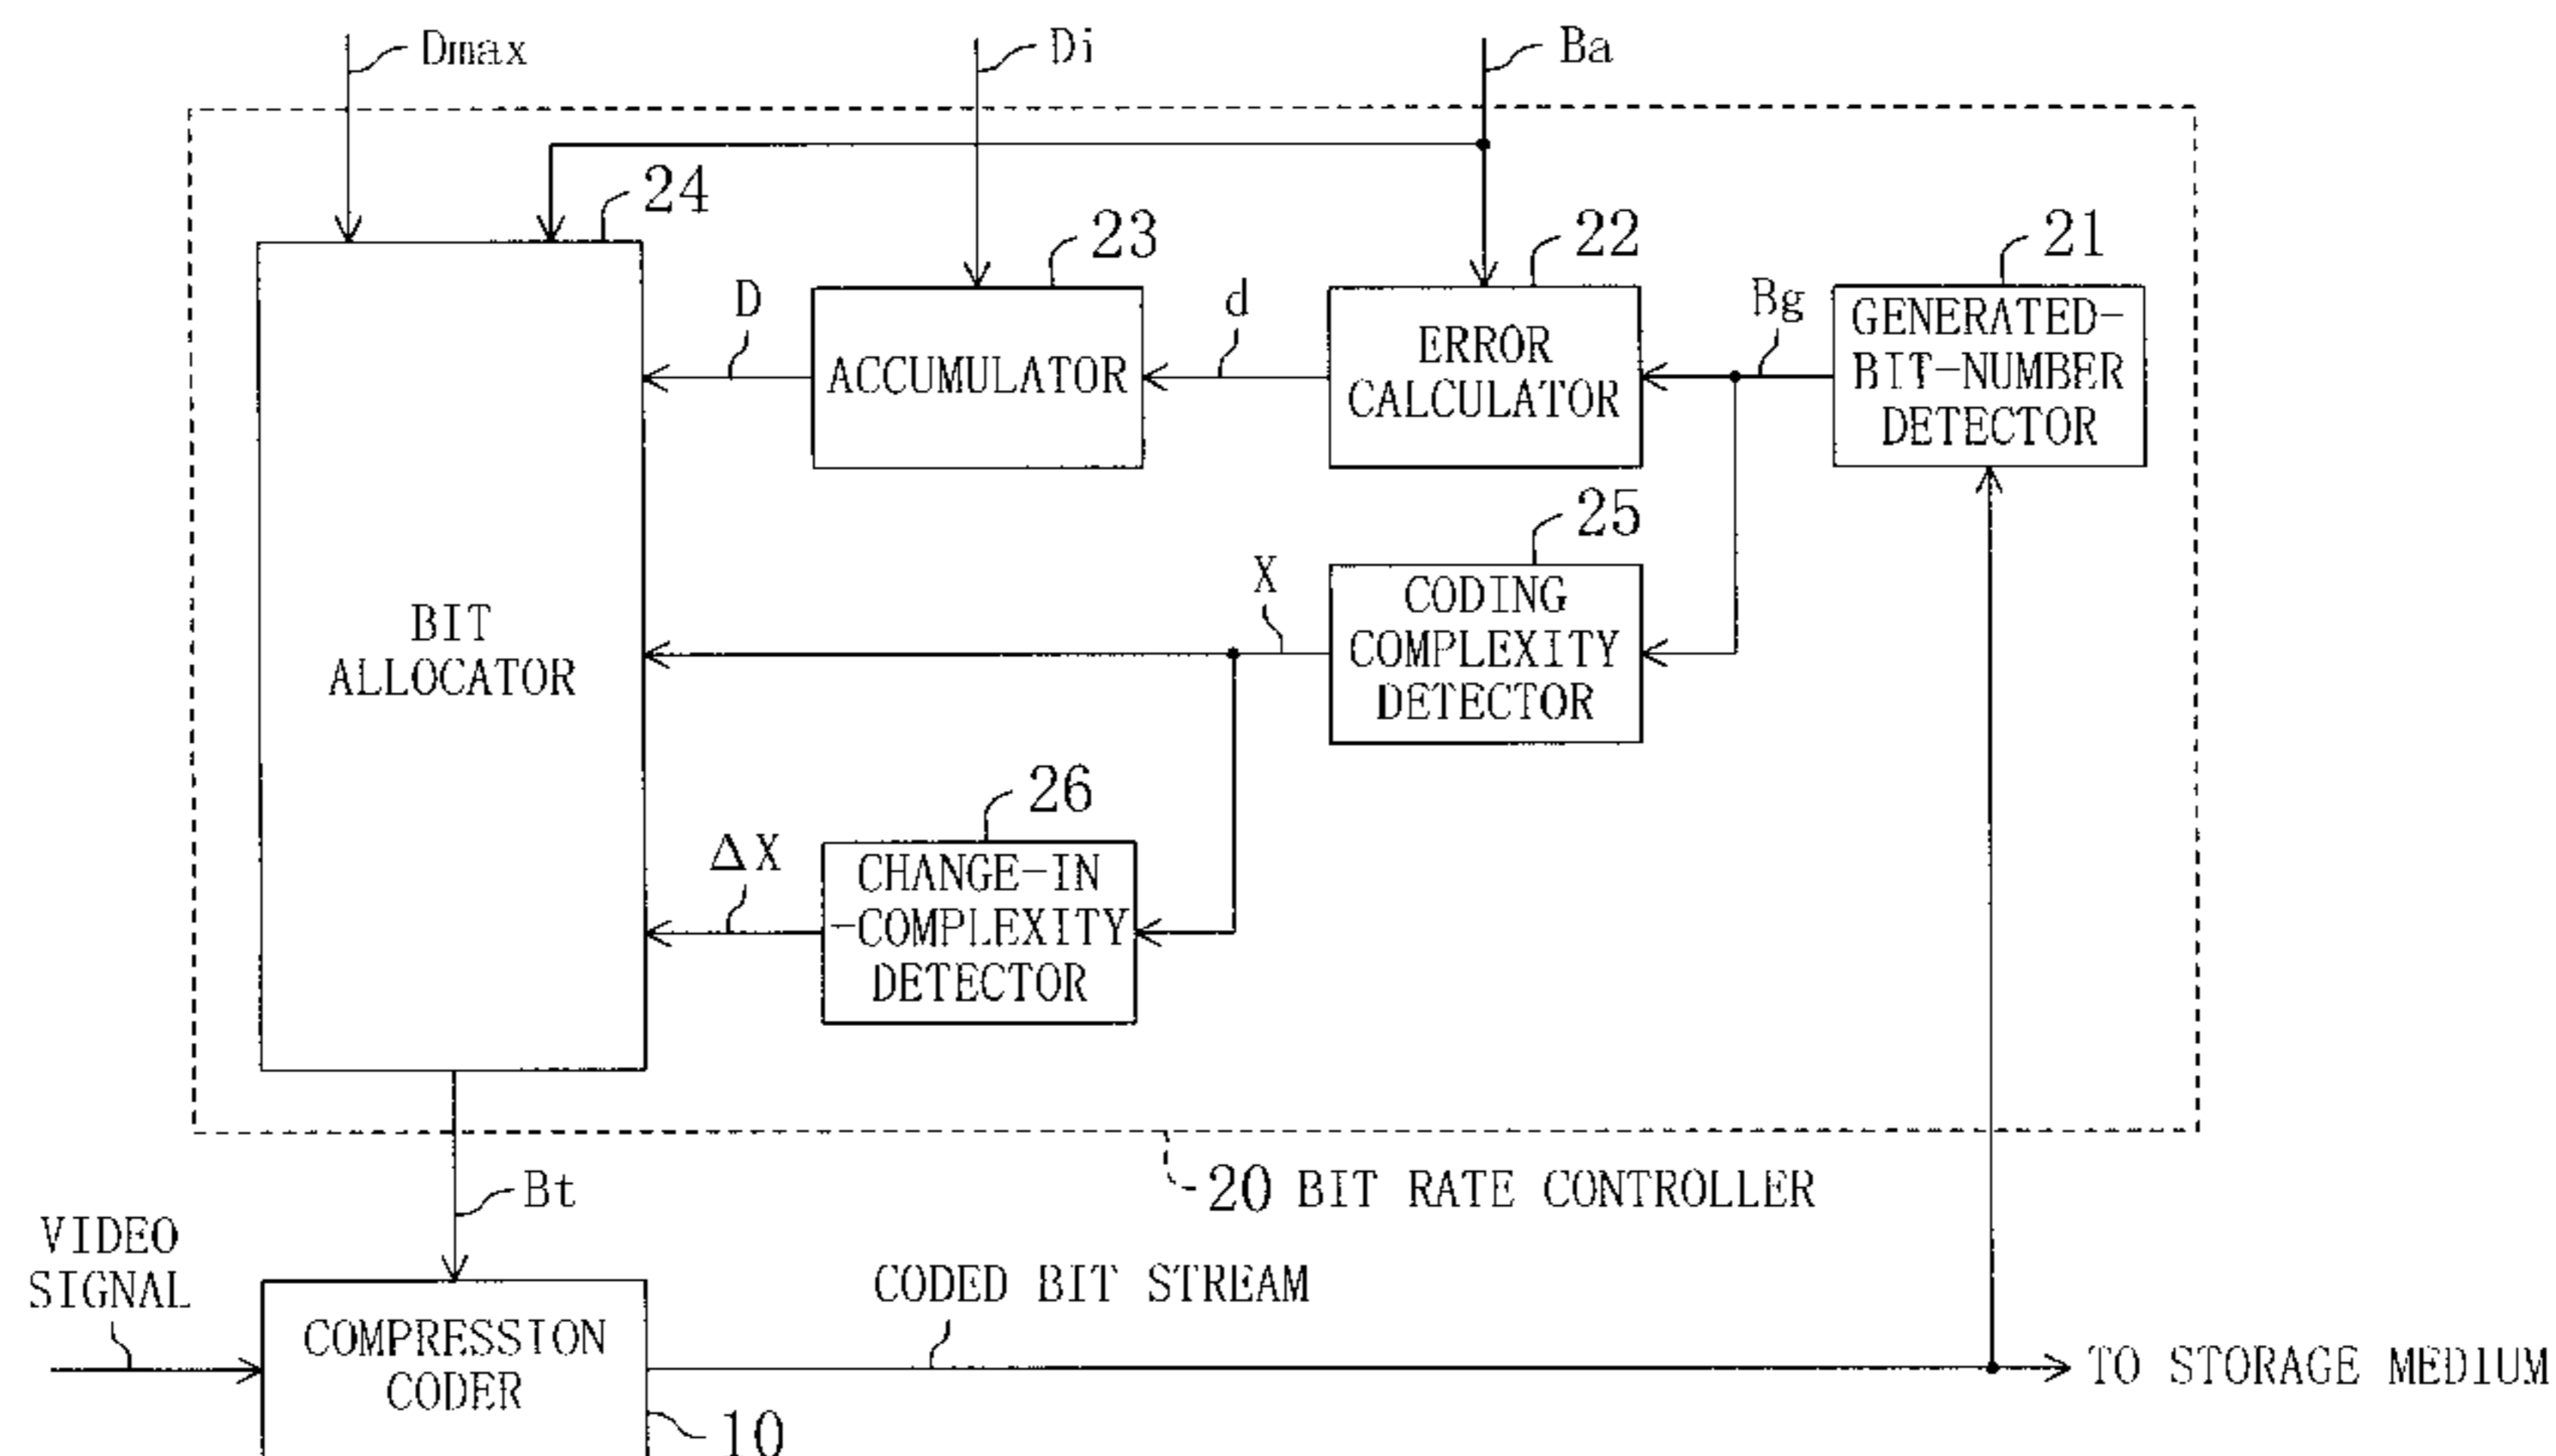 Dmax
Di
Ba
24
23
22
21
D
d
Bg
GENERATED-
BIT-NUMBER
DETECTOR
ERROR
CALCULATOR
ACCUMULATOR
25
X
CODING
COMPLEXITY
DETECTOR
BIT
ALLOCATOR
26
ΔX
CHANGE-IN
-COMPLEXITY
DETECTOR
Bt
20 BIT RATE CONTROLLER
VIDEO
SIGNAL
CODED BIT STREAM
COMPRESSION
CODER
TO STORAGE MEDIUM
10